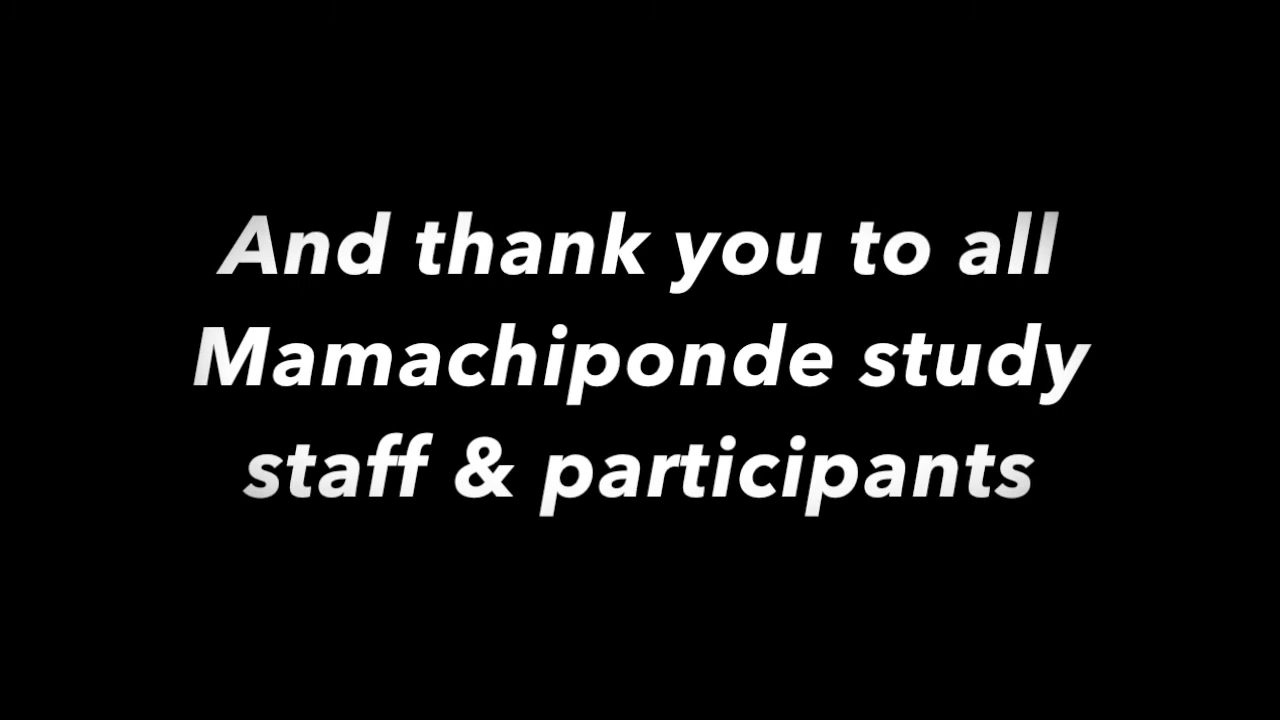 And thank you to all
Mamachiponde study
staff & participants